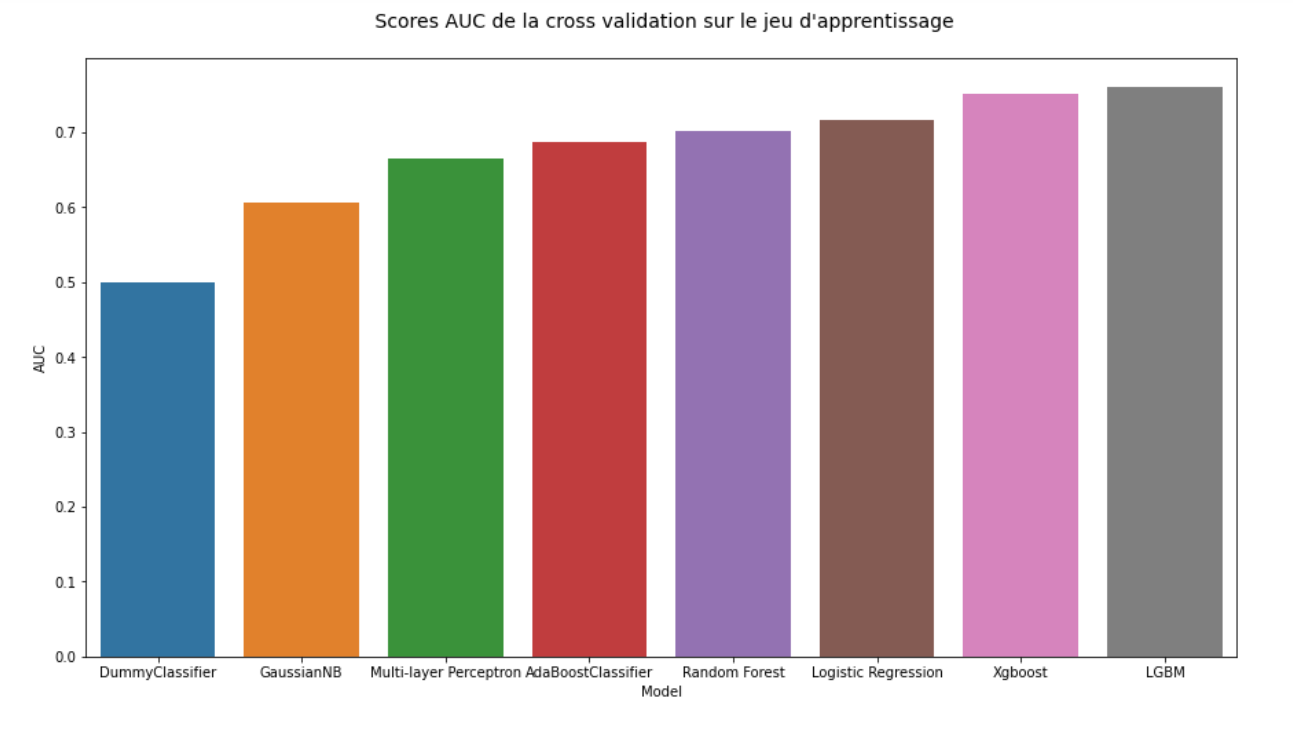 Scores AUC de la cross validation sur le jeu d'apprentissage
AUC
0.7
0.6
0.5
0.4
0.3
0.2
0.1
0.0
DummyClassifier GaussianNB Multi-layer Perceptron AdaBoostClassifier Random Forest Logistic Regression Xgboost LGBM
Model